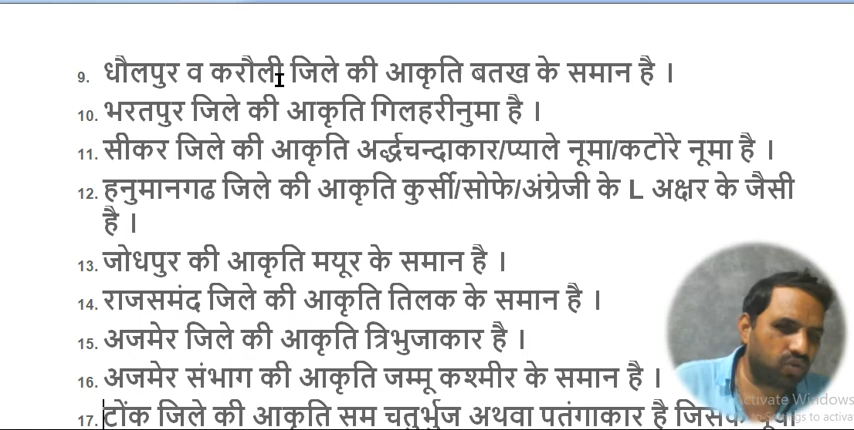 9. धौलपुर व करौली जिले की आकृति बतख के समान है ।
10. भरतपुर जिले की आकृति गिलहरीनुमा है ।
11. सीकर जिले की आकृति अर्द्धचन्दाकार/प्याले नूमा/कटोरे नूमा है ।
12. हनुमानगढ जिले की आकृति कुर्सी/सोफे/अंग्रेजी के L अक्षर के जैसी
है ।
13. जोधपुर की आकृति मयूर के समान है ।
14. राजसमंद जिले की आकृति तिलक के समान है ।
15. अजमेर जिले की आकृति त्रिभुजाकार है ।
16. अजमेर संभाग की आकृति जम्मू कश्मीर के समान है ।
17. टोंक जिले की आकृति सम चतुर्भुज अथवा पतंगाकार है
Activate Windows